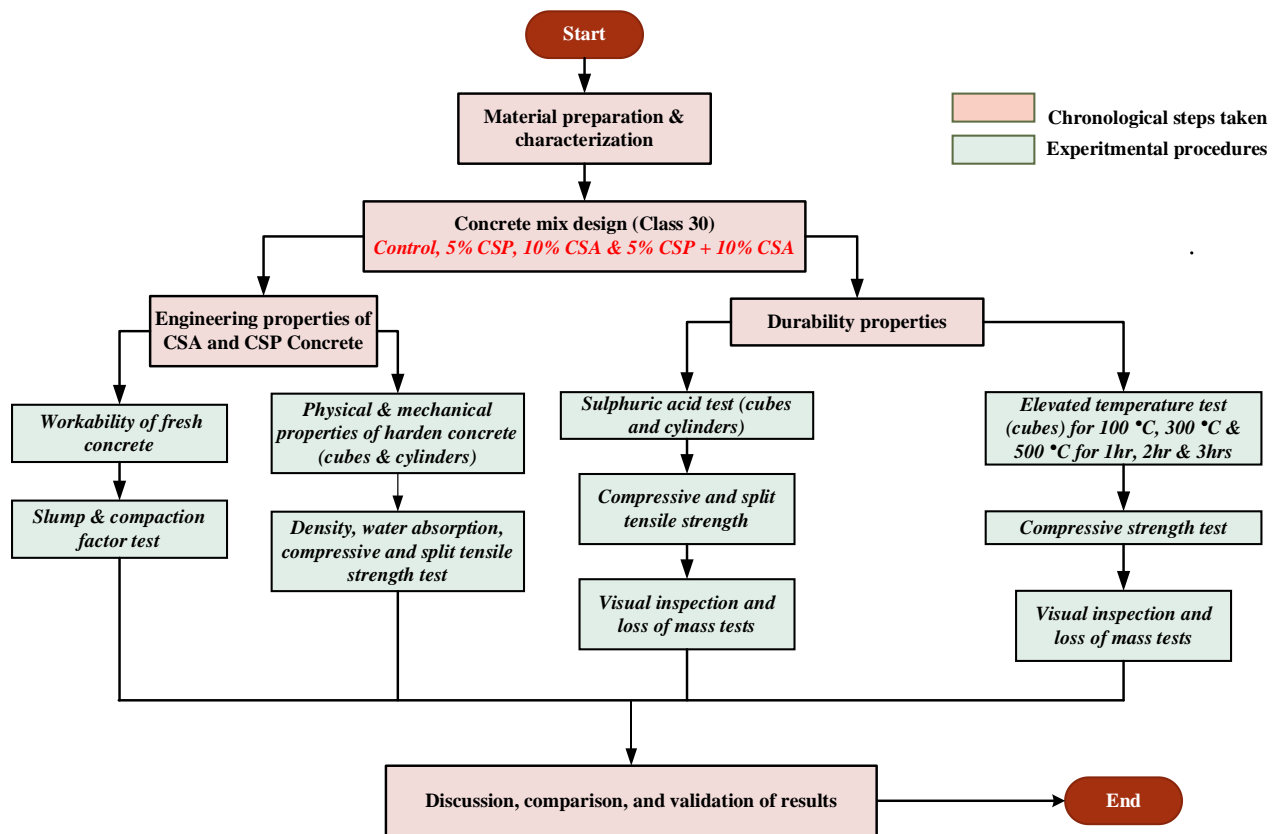 Start
Material preparation &
characterization
Chronological steps taken
Experitmental procedures
Concrete mix design (Class 30)
Control, 5% CSP, 10% CSA & 5% CSP + 10% CSA
.
Engineering properties of
CSA and CSP Concrete
Durability properties
Workability of fresh
concrete
Physical & mechanical
properties of harden concrete
(cubes & cylinders)
Sulphuric acid test (cubes
and cylinders)
Elevated temperature test
(cubes) for 100 °C, 300 °C &
500 °C for 1hr, 2hr & 3hrs
Slump & compaction
factor test
Density, water absorption,
compressive and split tensile
strength test
Compressive and split
tensile strength
Compressive strength test
Visual inspection and
loss of mass tests
Visual inspection and
loss of mass tests
Discussion, comparison, and validation of results
End